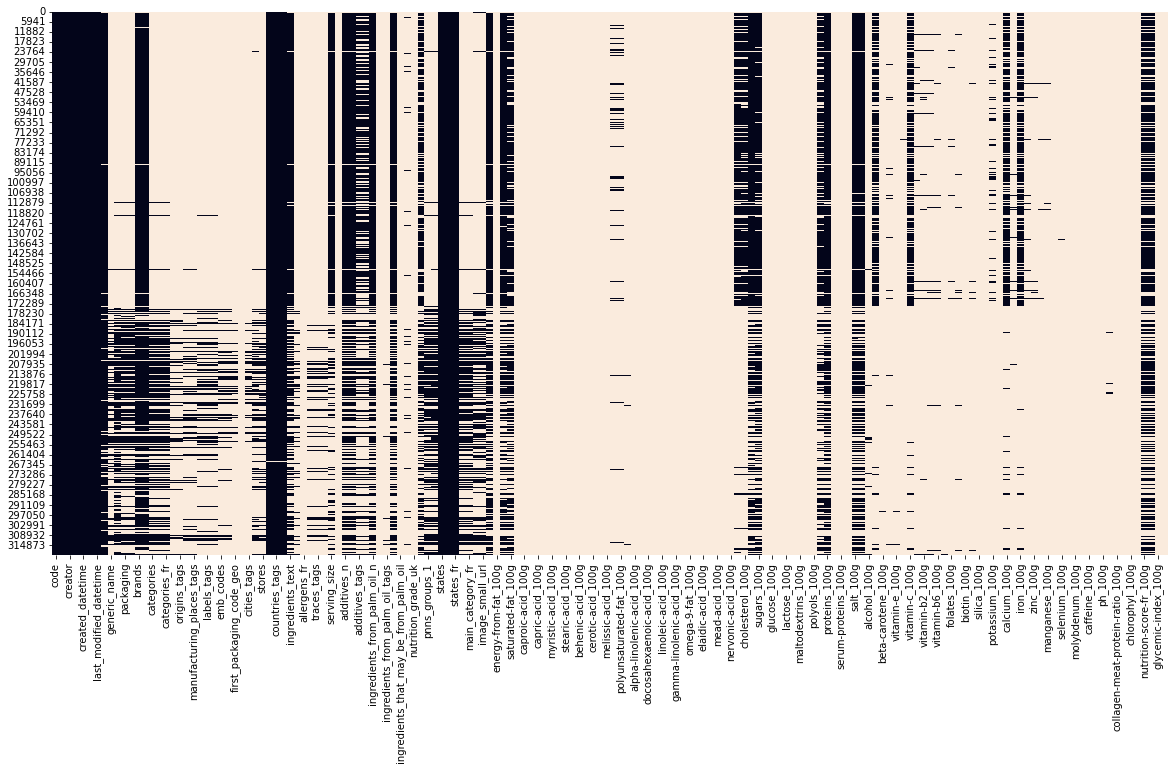 0
5941
11882
17823
23764
29705
35646
41587
47528
53469
59410
65351
71292
77233
83174
89115
95056
100997
106938
112879
118820
124761
130702
136643
142584
148525
154466
160407
166348
172289
178230
184171
190112
196053
201994
207935
213876
219817
225758
231699
237640
243581
249522
255463
261404
267345
273286
279227
285168
291109
297050
302991
308932
314873
code
creator
created_datetime
last_modified_datetime
generic_name
packaging
brands
categories
categories_fr
origins_tags
manufacturing_places_tags
labels_tags
emb_codes
first_packaging_code_geo
cities_tags
stores
countries_tags
ingredients_text
allergens_fr
traces_tags
serving_size
additives_n
additives_tags
ingredients_from_palm_oil_n
ingredients_from_palm_oil_tags
ingredients_that_may_be_from_palm_oil
nutrition_grade_uk
pnns_groups_1
states
states_fr
main_category_fr
image_small_url
energy-from-fat_100g
saturated-fat_100g
caproic-acid_100g
capric-acid_100g
myristic-acid_100g
stearic-acid_100g
behenic-acid_100g
cerotic-acid_100g
melissic-acid_100g
polyunsaturated-fat_100g
alpha-linolenic-acid_100g
docosahexaenoic-acid_100g
linoleic-acid_100g
gamma-linolenic-acid_100g
omega-9-fat_100g
elaidic-acid_100g
mead-acid_100g
nervonic-acid_100g
cholesterol_100g
sugars_100g
glucose_100g
lactose_100g
maltodextrins_100g
polyols_100g
proteins_100g
serum-proteins_100g
salt_100g
alcohol_100g
beta-carotene_100g
vitamin-e_100g
vitamin-c_100g
vitamin-b2_100g
vitamin-b6_100g
folates_100g
biotin_100g
silica_100g
potassium_100g
calcium_100g
iron_100g
zinc_100g
manganese_100g
selenium_100g
molybdenum_100g
caffeine_100g
ph_100g
collagen-meat-protein-ratio_100g
chlorophyl_100g
nutrition-score-fr_100g
glycemic-index_100g